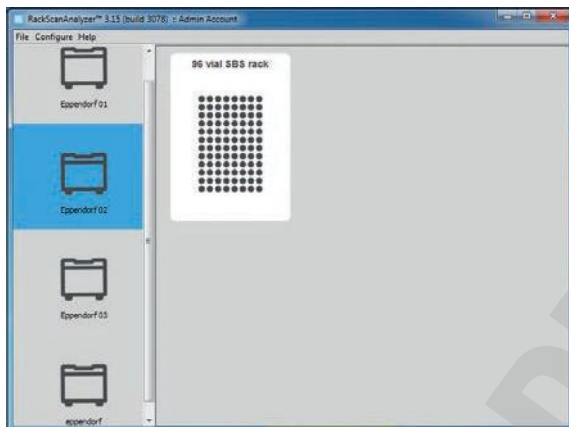 RackScanAnalyzer™ 3.15 (build 3078) :: Admin Account
File Configure Help
Eppendorf 01
Eppendorf 02
Eppendorf 03
eppendorf
96 vial SBS rack